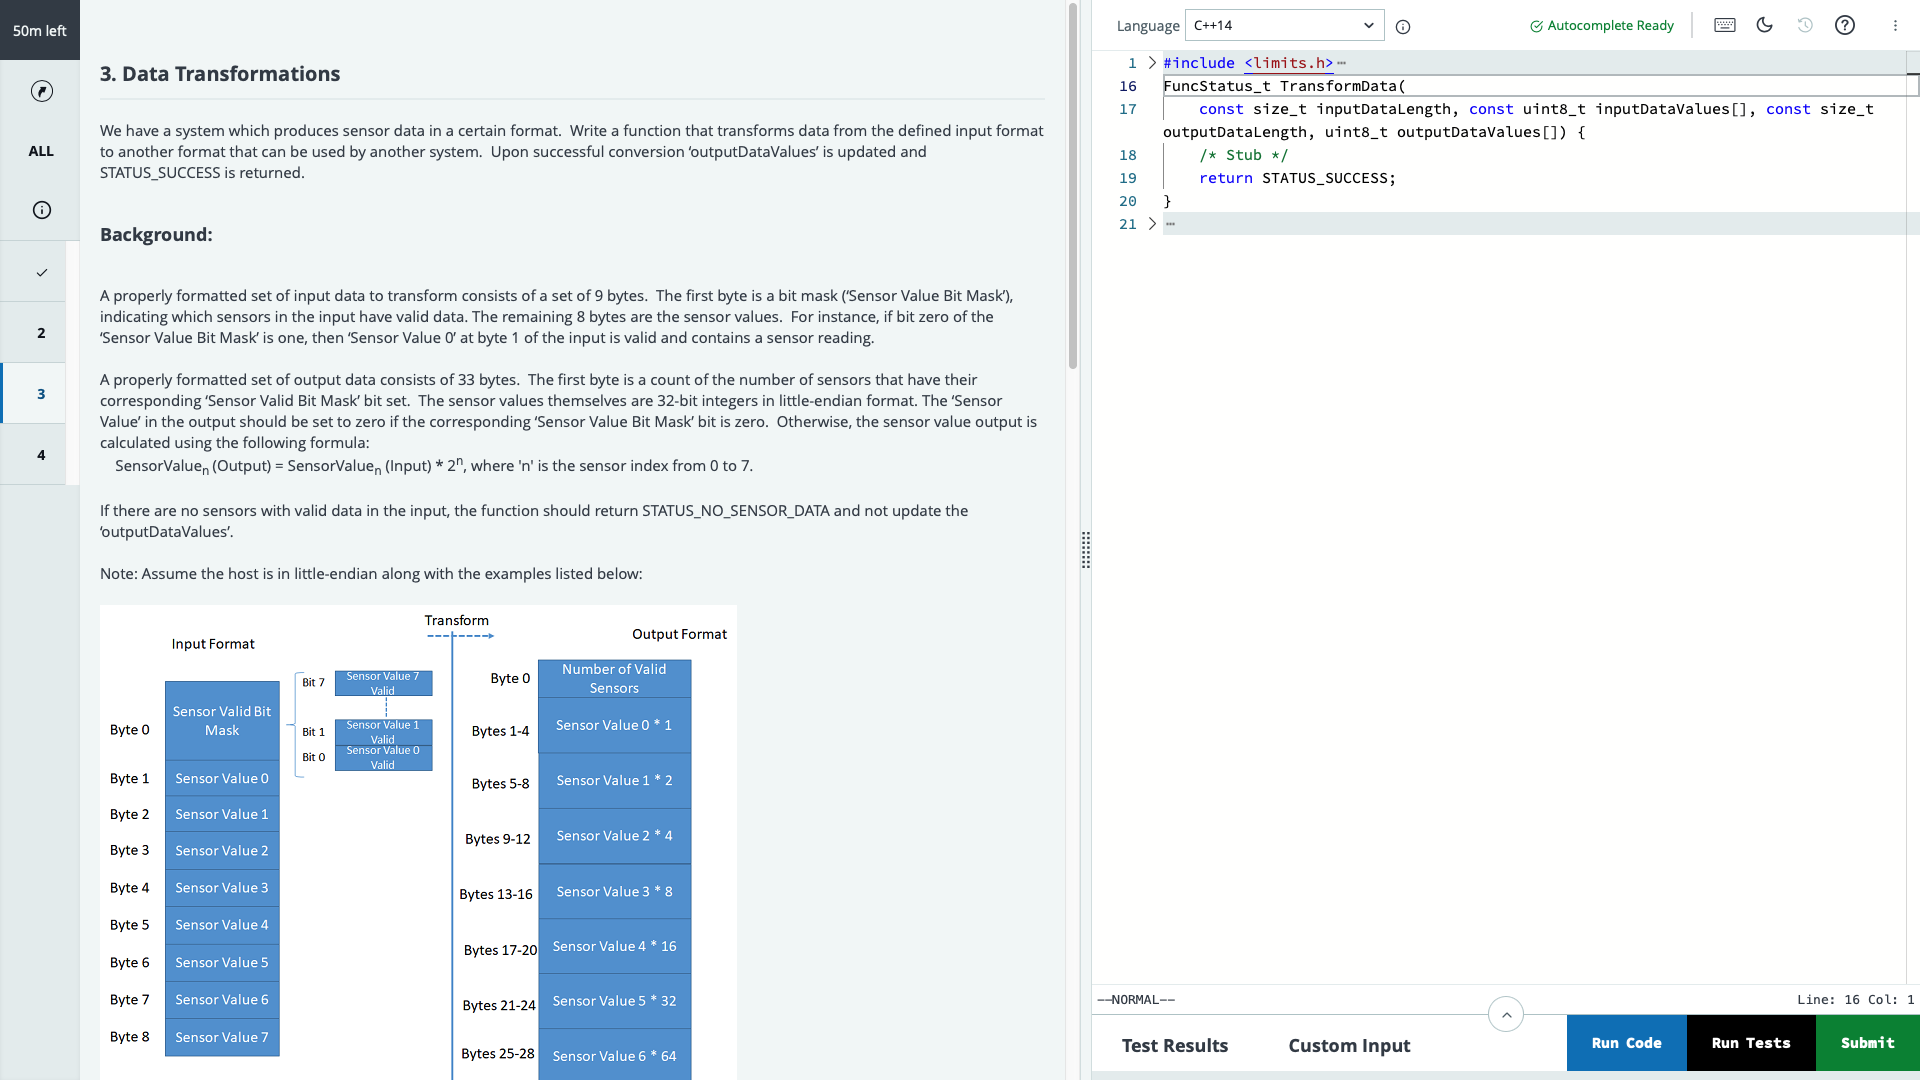 50m left
ALL
2
3
4
3. Data Transformations
We have a system which produces sensor data in a certain format.  Write a function that transforms data from the defined input format
to another format that can be used by another system.  Upon successful conversion ‘outputDataValues’ is updated and
STATUS_SUCCESS is returned.
Background:
A properly formatted set of input data to transform consists of a set of 9 bytes.  The first byte is a bit mask (‘Sensor Value Bit Mask’),
indicating which sensors in the input have valid data. The remaining 8 bytes are the sensor values.  For instance, if bit zero of the
‘Sensor Value Bit Mask’ is one, then ‘Sensor Value 0’ at byte 1 of the input is valid and contains a sensor reading.
A properly formatted set of output data consists of 33 bytes.  The first byte is a count of the number of sensors that have their
corresponding ‘Sensor Valid Bit Mask’ bit set.  The sensor values themselves are 32-bit integers in little-endian format. The ‘Sensor
Value’ in the output should be set to zero if the corresponding ‘Sensor Value Bit Mask’ bit is zero.  Otherwise, the sensor value output is
calculated using the following formula:
SensorValueₙ (Output) = SensorValueₙ (Input) * 2ⁿ, where 'n' is the sensor index from 0 to 7.
If there are no sensors with valid data in the input, the function should return STATUS_NO_SENSOR_DATA and not update the
‘outputDataValues’.
Note: Assume the host is in little-endian along with the examples listed below:
Transform
Input Format
Output Format
Byte 0
Sensor Valid Bit
Mask
Bit 7
Sensor Value 7
Valid
Bit 1
Sensor Value 1
Valid
Bit 0
Sensor Value 0
Valid
Byte 1 Sensor Value 0
Byte 2 Sensor Value 1
Byte 3 Sensor Value 2
Byte 4 Sensor Value 3
Byte 5 Sensor Value 4
Byte 6 Sensor Value 5
Byte 7 Sensor Value 6
Byte 8 Sensor Value 7
Byte 0
Number of Valid
Sensors
Bytes 1-4 Sensor Value 0 * 1
Bytes 5-8 Sensor Value 1 * 2
Bytes 9-12 Sensor Value 2 * 4
Bytes 13-16 Sensor Value 3 * 8
Bytes 17-20 Sensor Value 4 * 16
Bytes 21-24 Sensor Value 5 * 32
Bytes 25-28 Sensor Value 6 * 64
Language C++14
Autocomplete Ready
1 #include <limits.h>
16 FuncStatus_t TransformData(
17 const size_t inputDataLength, const uint8_t inputDataValues[], const size_t
outputDataLength, uint8_t outputDataValues[]) {
18 /* Stub */
19 return STATUS_SUCCESS;
20 }
21
--NORMAL--
Line: 16 Col: 1
Test Results
Custom Input
Run Code
Run Tests
Submit